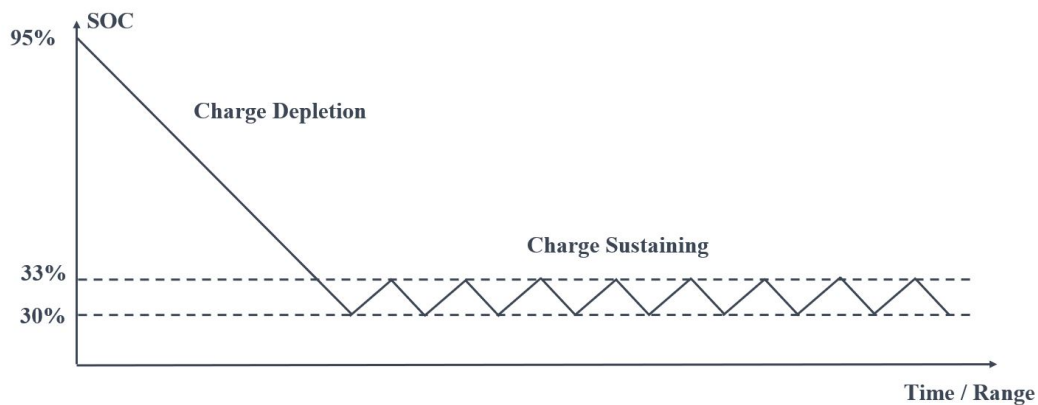 SOC
95%
Charge Depletion
Charge Sustaining
33%
30%
Time / Range